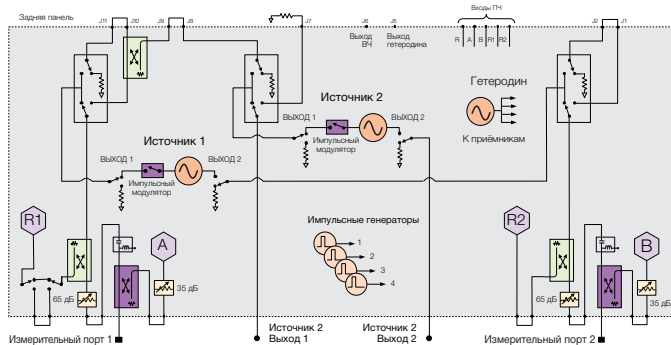 Задняя панель
J11
J10
J9
J8
J7
J6
J5
Выход ВЧ
Выход гетеродина
Входы ПЧ
R
A
B
R1
R2
J2
J1
Источник 2
ВЫХОД 1
ВЫХОД 2
Импульсный модулятор
Гетеродин
К приёмникам
Источник 1
ВЫХОД 1
ВЫХОД 2
Импульсный модулятор
Импульсные генераторы
1
2
3
4
R1
A
R2
B
65 дБ
35 дБ
65 дБ
35 дБ
Измерительный порт 1
Источник 2
Выход 1
Источник 2
Выход 2
Измерительный порт 2